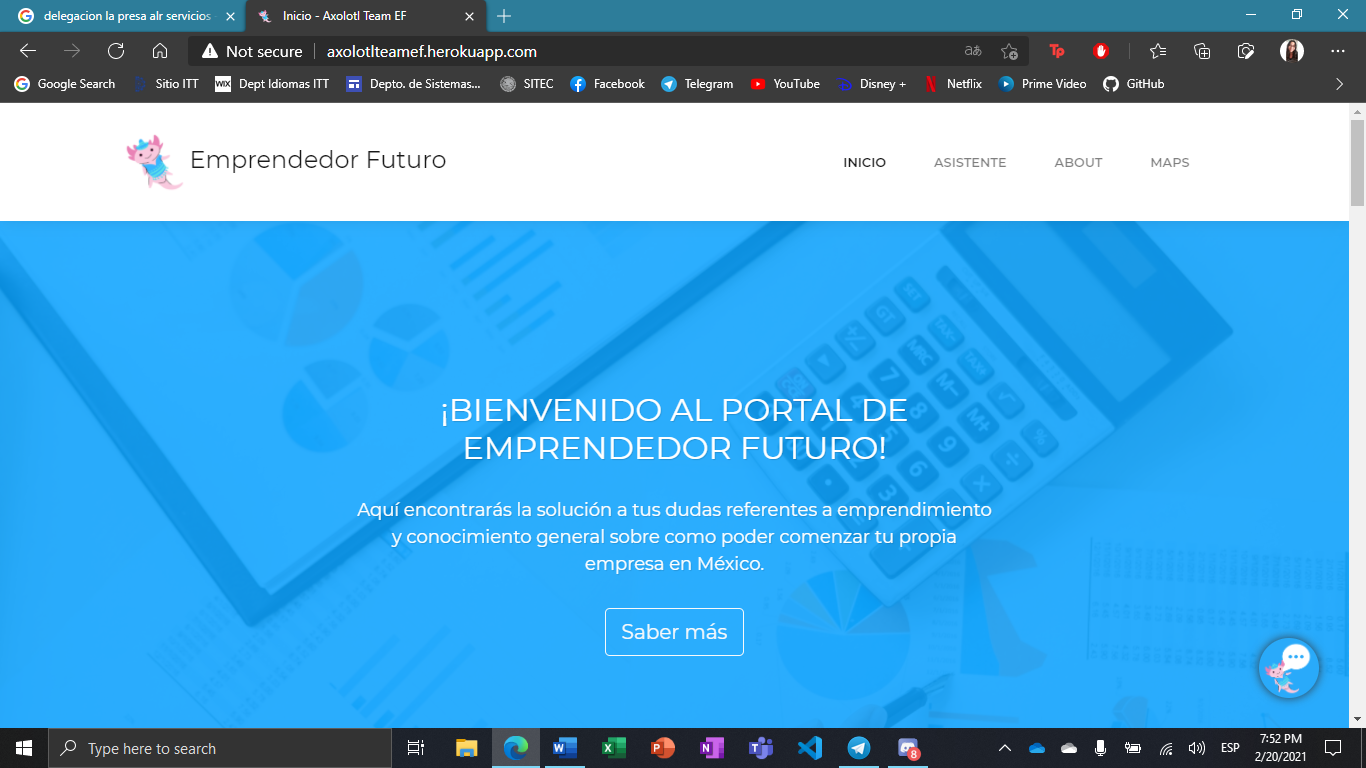 delegacion la presa alr servicios
Inicio - Axolotl Team EF
Not secure
axolotlteamef.herokuapp.com
Google Search
Sitio ITT
Dept Idiomas ITT
Depto. de Sistemas...
SITEC
Facebook
Telegram
YouTube
Disney +
Netflix
Prime Video
GitHub
Emprendedor Futuro
INICIO
ASISTENTE
ABOUT
MAPS
¡BIENVENIDO AL PORTAL DE
EMPRENDEDOR FUTURO!
Aquí encontrarás la solución a tus dudas referentes a emprendimiento
y conocimiento general sobre como poder comenzar tu propia
empresa en México.
Saber más
Type here to search
8
ESP
7:52 PM
2/20/2021